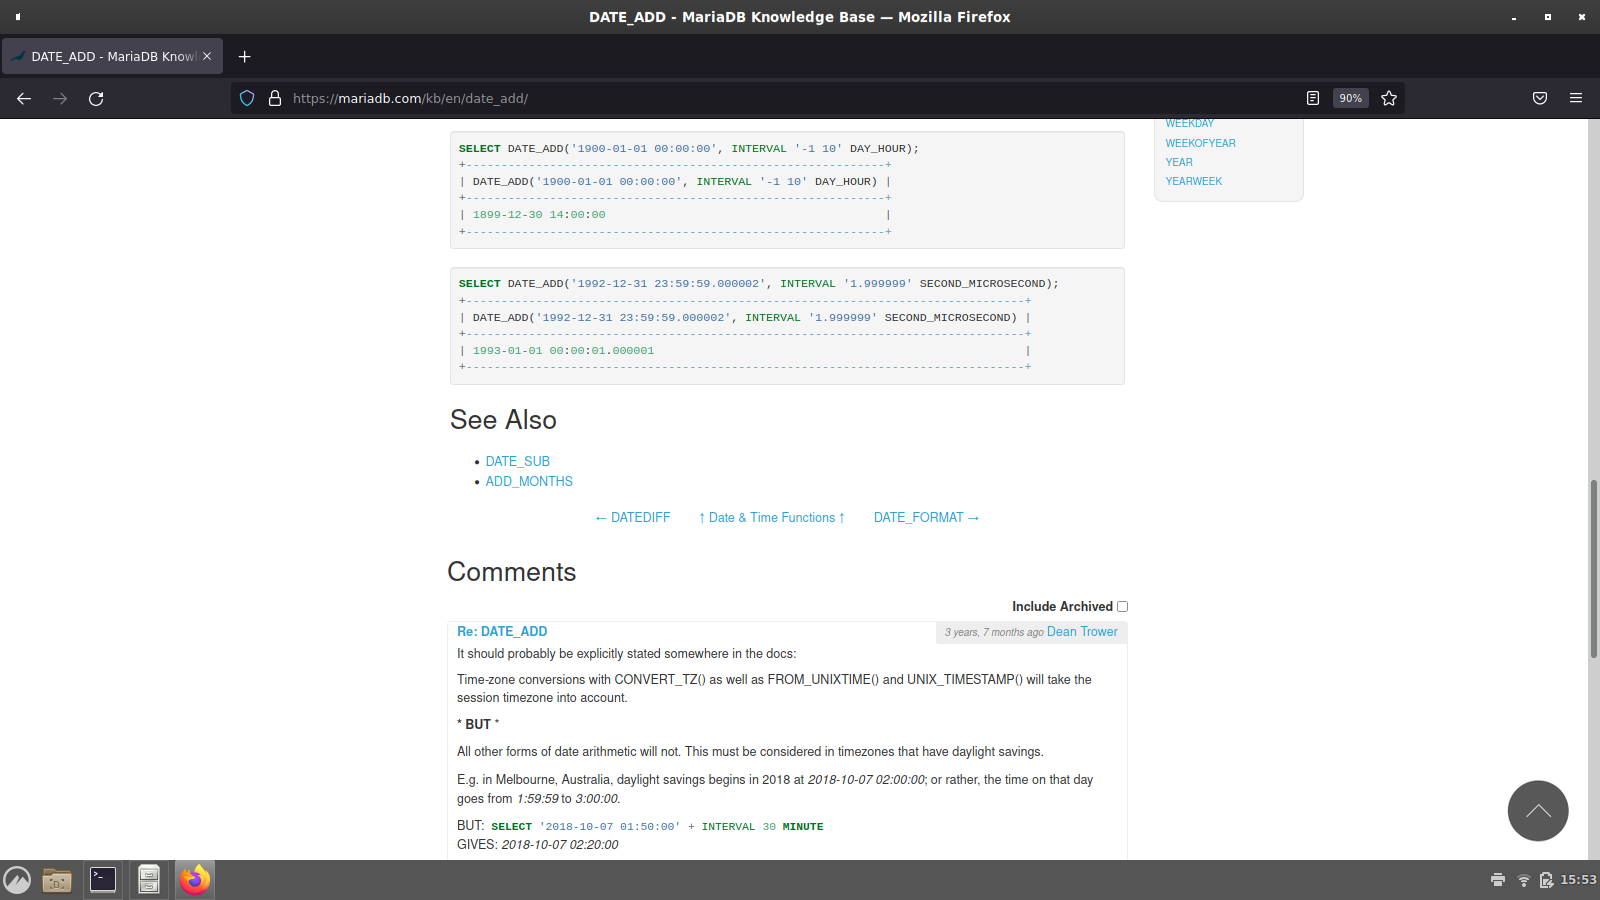 DATE_ADD - MariaDB Knowledge Base — Mozilla Firefox
DATE_ADD - MariaDB Knowl
https://mariadb.com/kb/en/date_add/
90%
SELECT DATE_ADD('1900-01-01 00:00:00', INTERVAL '-1 10' DAY_HOUR);
+------------------------------------------------------------+
| DATE_ADD('1900-01-01 00:00:00', INTERVAL '-1 10' DAY_HOUR) |
+------------------------------------------------------------+
| 1899-12-30 14:00:00                                        |
+------------------------------------------------------------+
SELECT DATE_ADD('1992-12-31 23:59:59.000002', INTERVAL '1.999999' SECOND_MICROSECOND);
+--------------------------------------------------------------------------------+
| DATE_ADD('1992-12-31 23:59:59.000002', INTERVAL '1.999999' SECOND_MICROSECOND) |
+--------------------------------------------------------------------------------+
| 1993-01-01 00:00:01.000001                                                     |
+--------------------------------------------------------------------------------+
WEEKDAY
WEEKOFYEAR
YEAR
YEARWEEK
See Also
• DATE_SUB
• ADD_MONTHS
← DATEDIFF ↑ Date & Time Functions ↑ DATE_FORMAT →
Comments
Include Archived
Re: DATE_ADD
3 years, 7 months ago Dean Trower
It should probably be explicitly stated somewhere in the docs:
Time-zone conversions with CONVERT_TZ() as well as FROM_UNIXTIME() and UNIX_TIMESTAMP() will take the
session timezone into account.
* BUT *
All other forms of date arithmetic will not. This must be considered in timezones that have daylight savings.
E.g. in Melbourne, Australia, daylight savings begins in 2018 at 2018-10-07 02:00:00; or rather, the time on that day
goes from 1:59:59 to 3:00:00.
BUT: SELECT '2018-10-07 01:50:00' + INTERVAL 30 MINUTE
GIVES: 2018-10-07 02:20:00
15:53